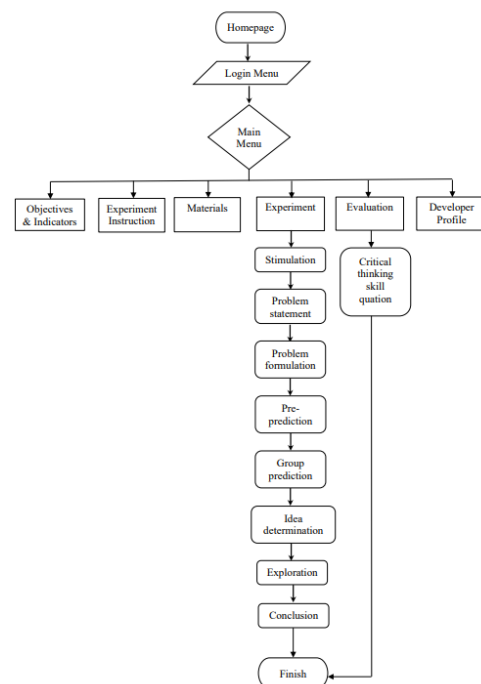 Homepage
Login Menu
Main
Menu
Objectives
& Indicators
Experiment
Instruction
Materials
Experiment
Evaluation
Developer
Profile
Stimulation
Critical
thinking
skill
quation
Problem
statement
Problem
formulation
Pre-
prediction
Group
prediction
Idea
determination
Exploration
Conclusion
Finish